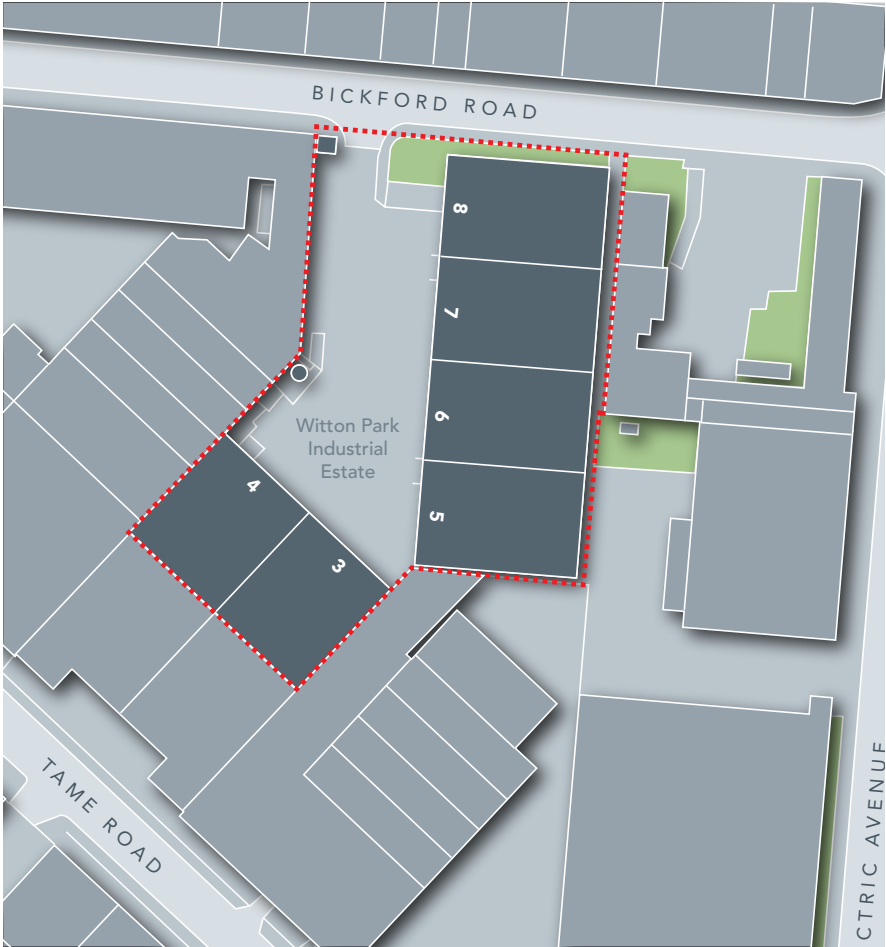 BICKFORD ROAD
8
7
6
5
Witton Park
Industrial
Estate
4
3
TAME ROAD
CTRIC AVENUE